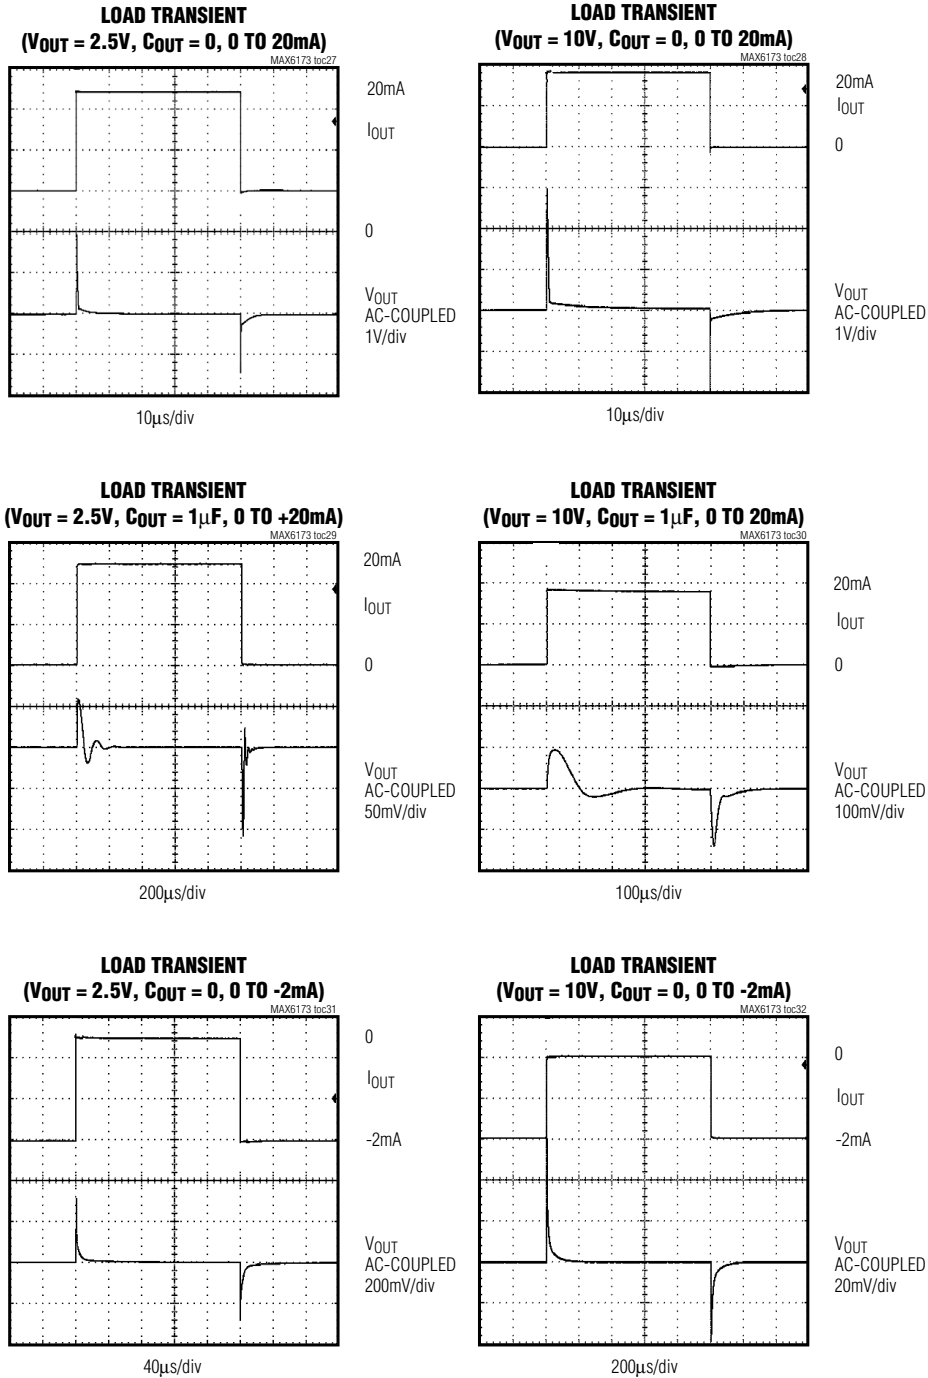 LOAD TRANSIENT
(VOUT = 2.5V, COUT = 0, 0 TO 20mA)
MAX6173 toc27
20mA
IOUT
0
VOUT
AC-COUPLED
1V/div
10μs/div
LOAD TRANSIENT
(VOUT = 10V, COUT = 0, 0 TO 20mA)
MAX6173 toc28
20mA
IOUT
0
VOUT
AC-COUPLED
1V/div
10μs/div
LOAD TRANSIENT
(VOUT = 2.5V, COUT = 1μF, 0 TO +20mA)
MAX6173 toc29
20mA
IOUT
0
VOUT
AC-COUPLED
50mV/div
200μs/div
LOAD TRANSIENT
(VOUT = 10V, COUT = 1μF, 0 TO 20mA)
MAX6173 toc30
20mA
IOUT
0
VOUT
AC-COUPLED
100mV/div
100μs/div
LOAD TRANSIENT
(VOUT = 2.5V, COUT = 0, 0 TO -2mA)
MAX6173 toc31
0
IOUT
-2mA
VOUT
AC-COUPLED
200mV/div
40μs/div
LOAD TRANSIENT
(VOUT = 10V, COUT = 0, 0 TO -2mA)
MAX6173 toc32
0
IOUT
-2mA
VOUT
AC-COUPLED
20mV/div
200μs/div